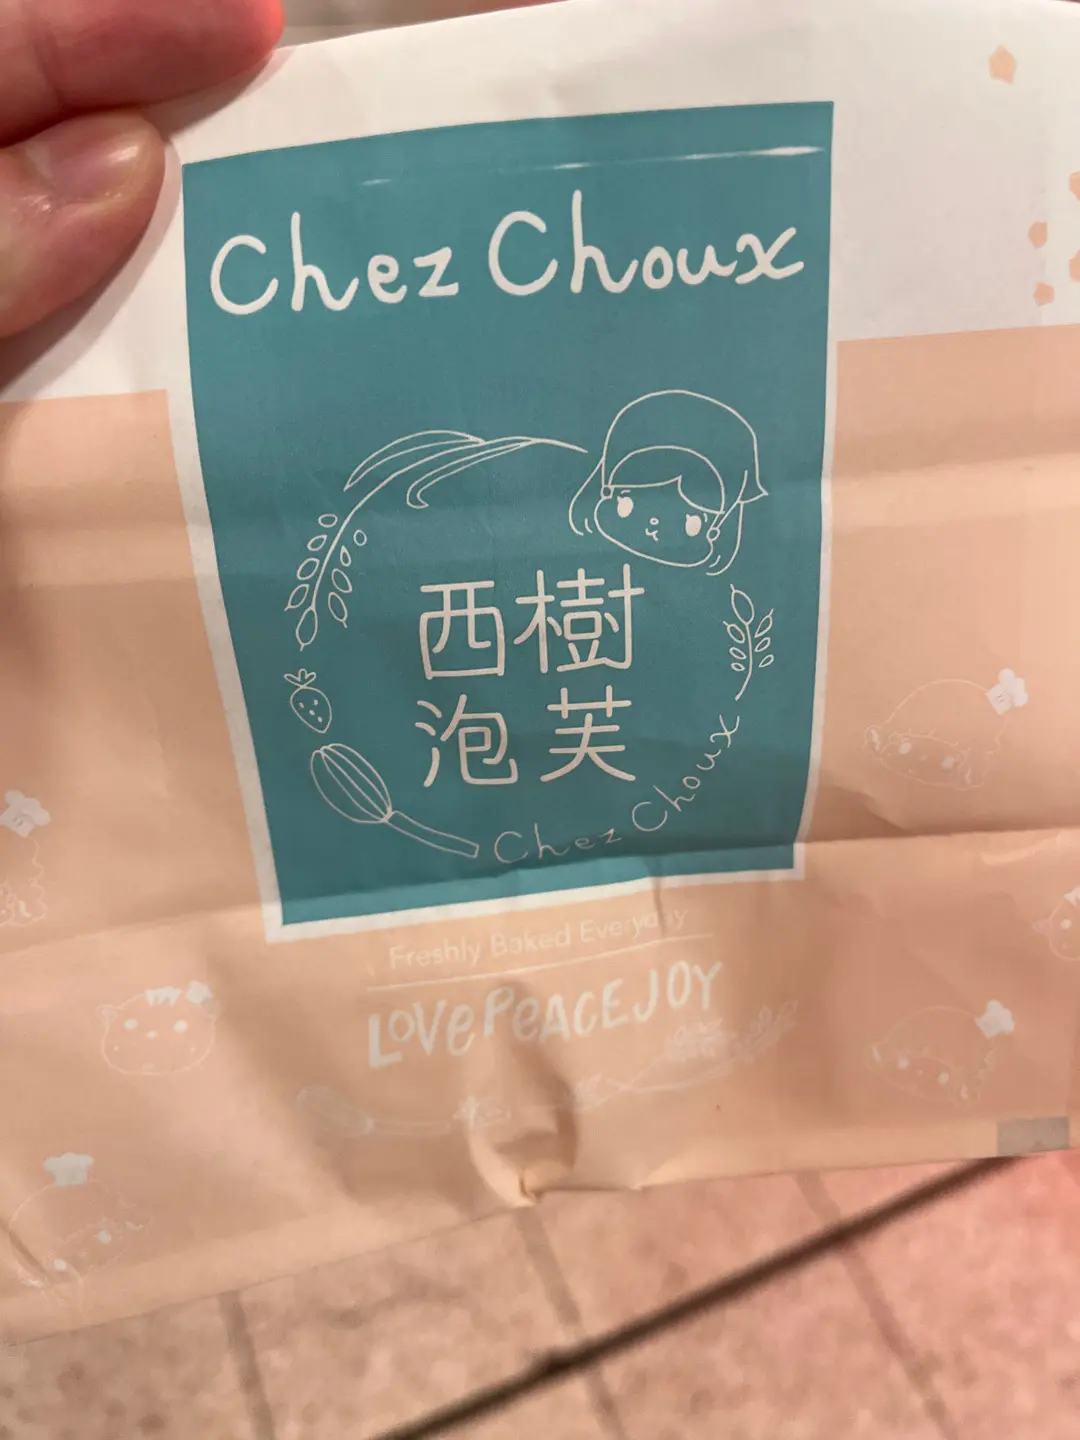 Chez Choux
西樹
泡芙
Chez Choux
Freshly Baked Everyday
LOVE PEACE JOY